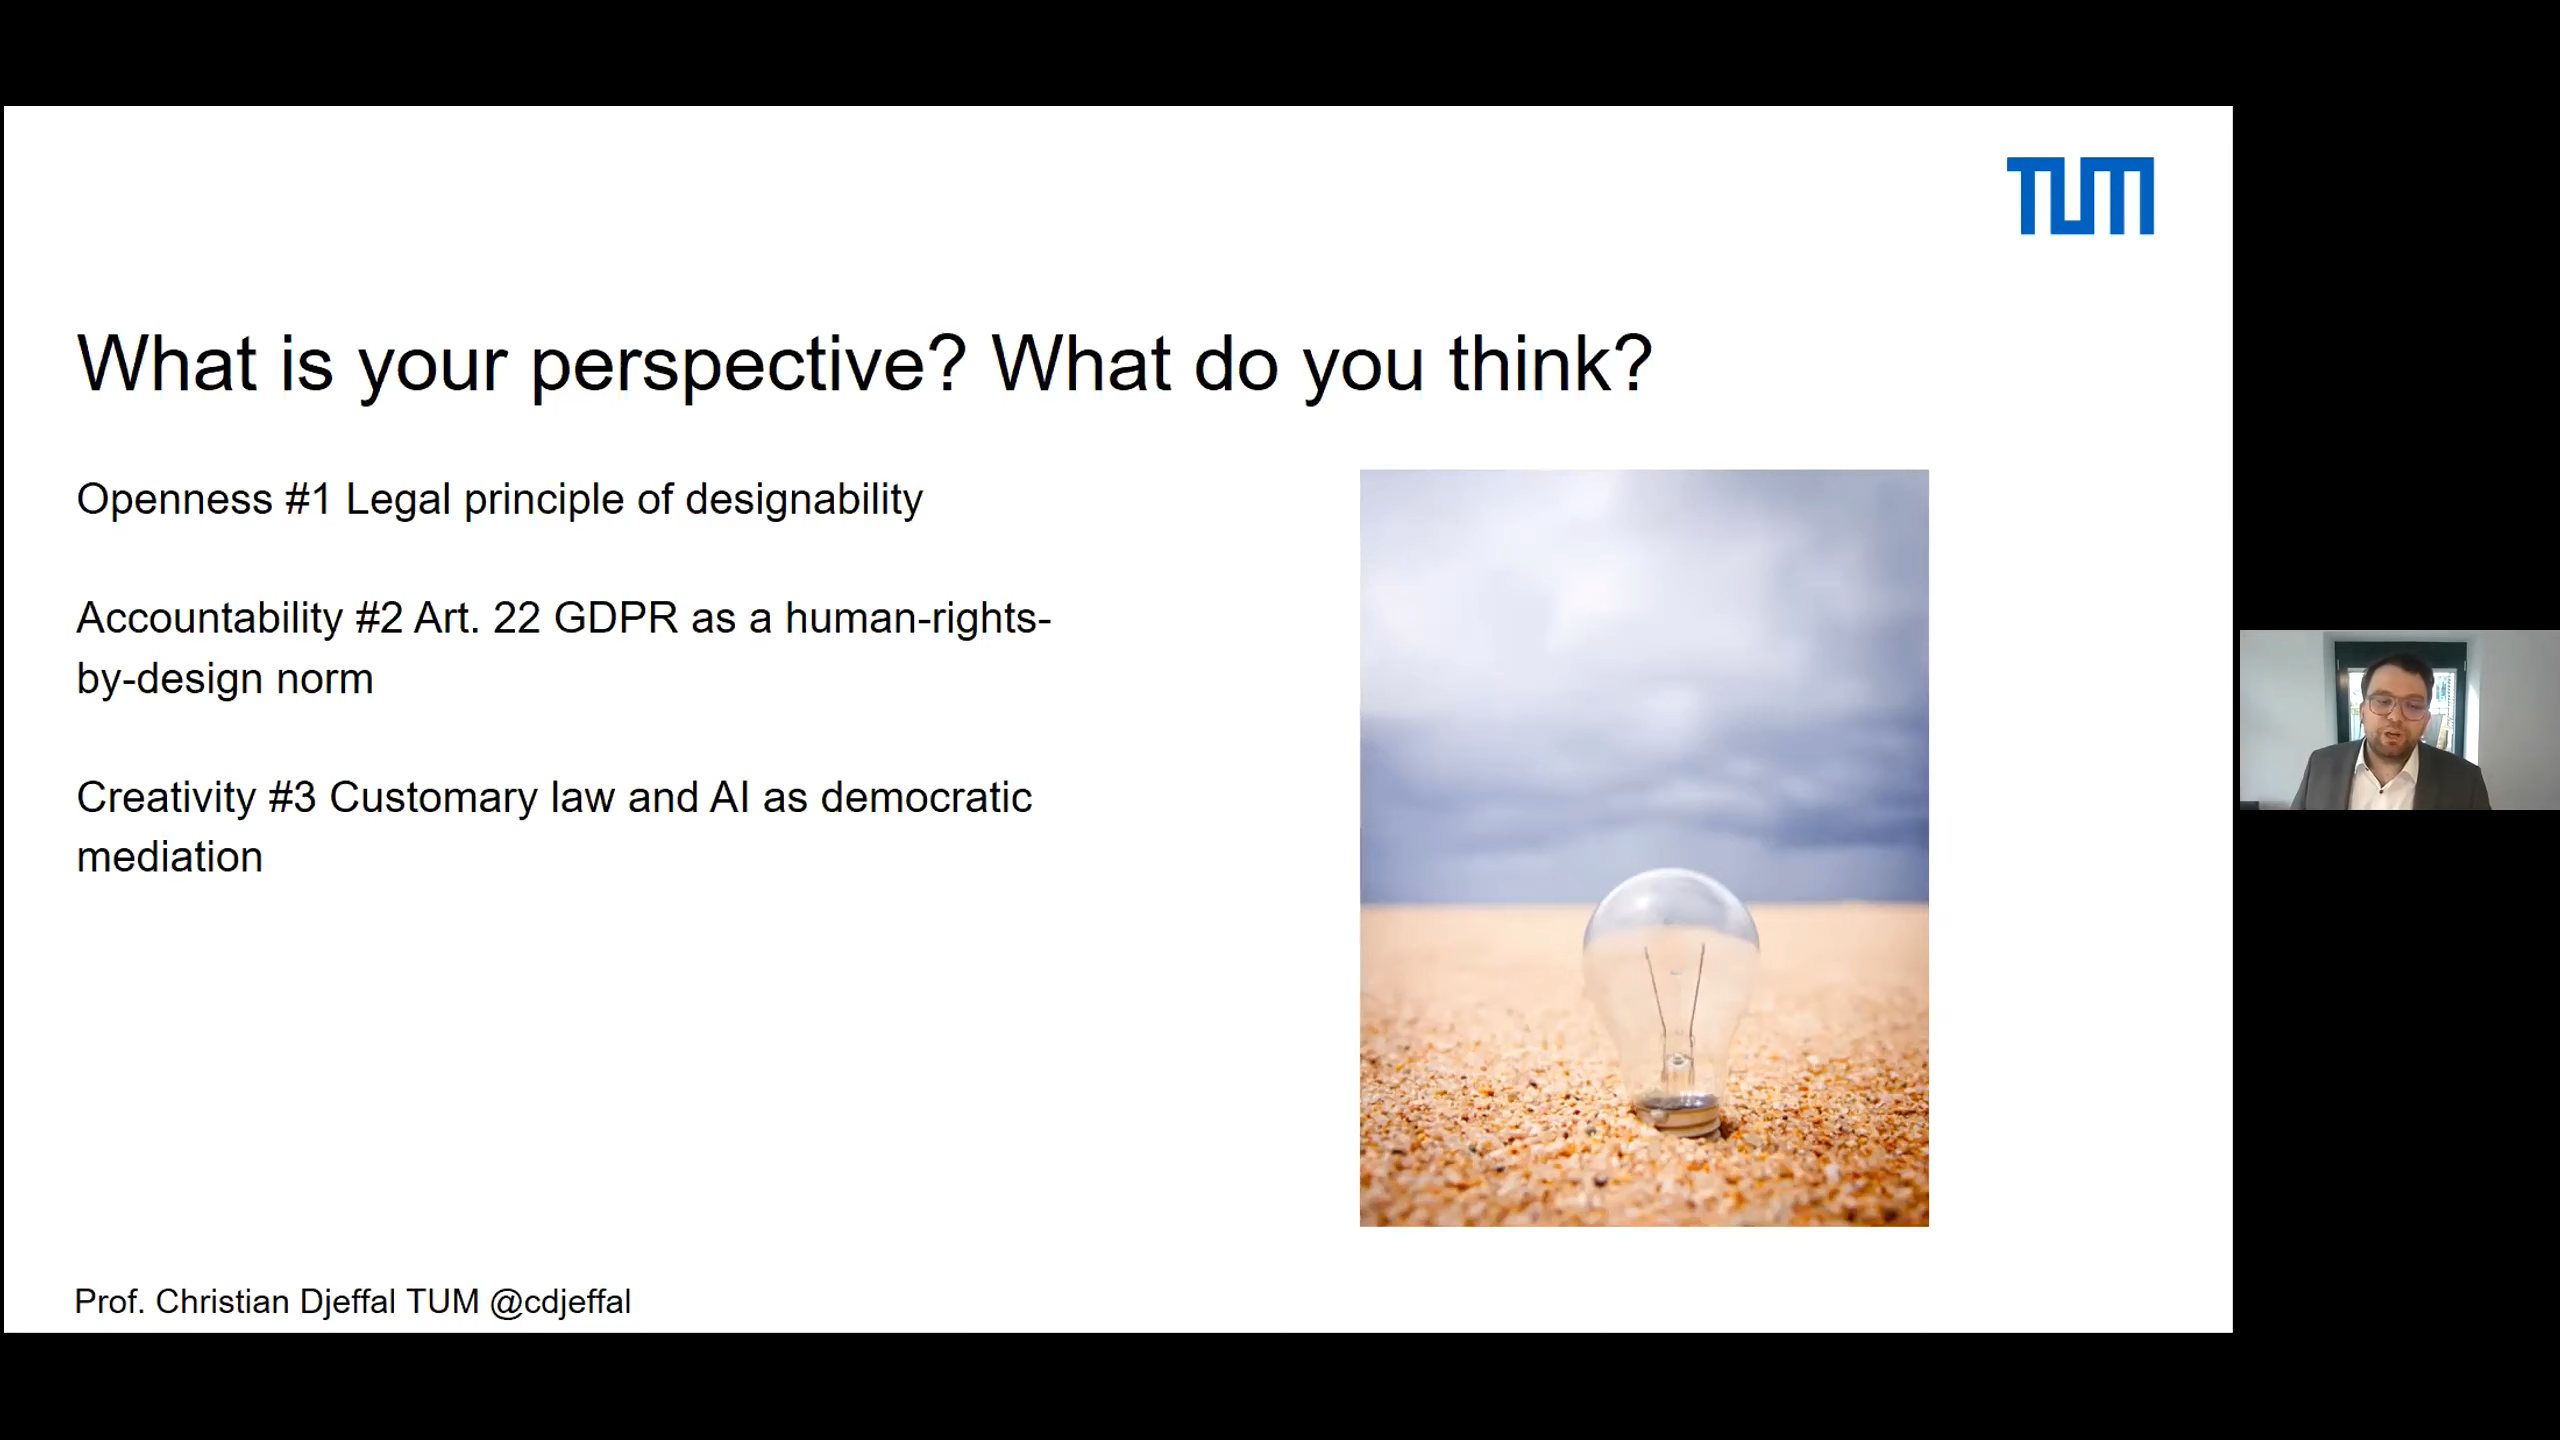 TUM
What is your perspective? What do you think?
Openness #1 Legal principle of designability
Accountability #2 Art. 22 GDPR as a human-rights-
by-design norm
Creativity #3 Customary law and AI as democratic
mediation
Prof. Christian Djeffal TUM @cdjeffal